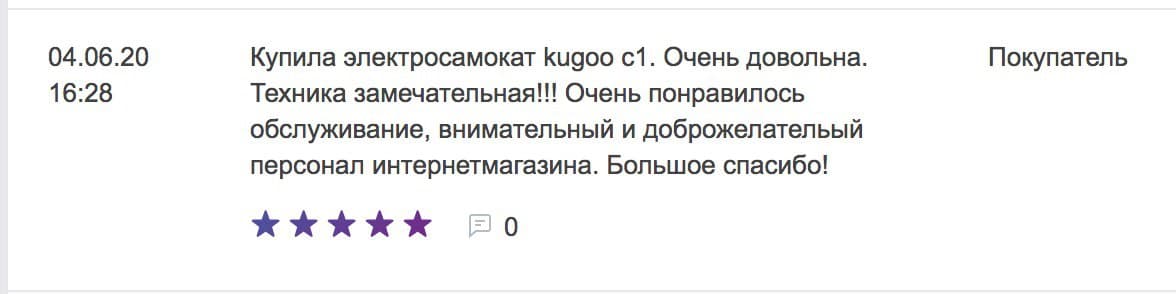 04.06.20
16:28
Купила электросамокат kugoo c1. Очень довольна.
Техника замечательная!!! Очень понравилось
обслуживание, внимательный и доброжелательый
персонал интернетмагазина. Большое спасибо!
0
Покупатель